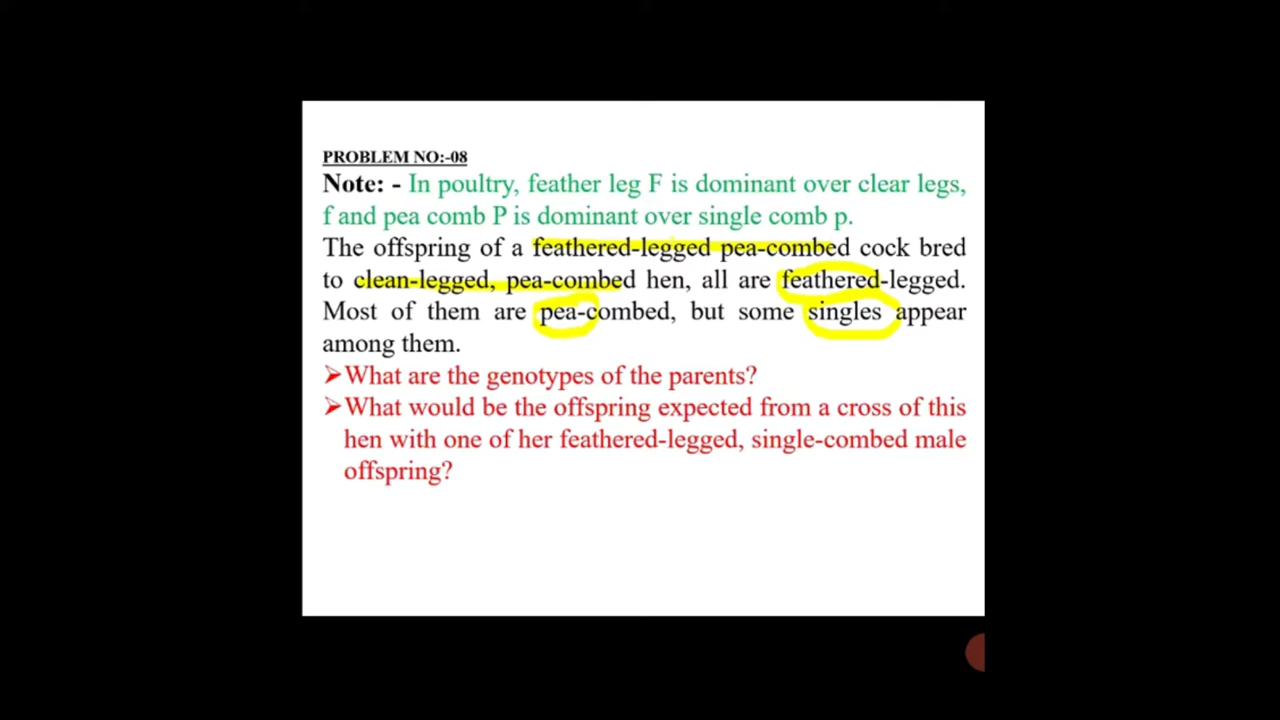 PROBLEM NO:-08
Note: - In poultry, feather leg F is dominant over clear legs,
f and pea comb P is dominant over single comb p.
The offspring of a feathered-legged pea-combed cock bred
to clean-legged, pea-combed hen, all are feathered-legged.
Most of them are pea-combed, but some singles appear
among them.
➢What are the genotypes of the parents?
➢What would be the offspring expected from a cross of this
hen with one of her feathered-legged, single-combed male
offspring?